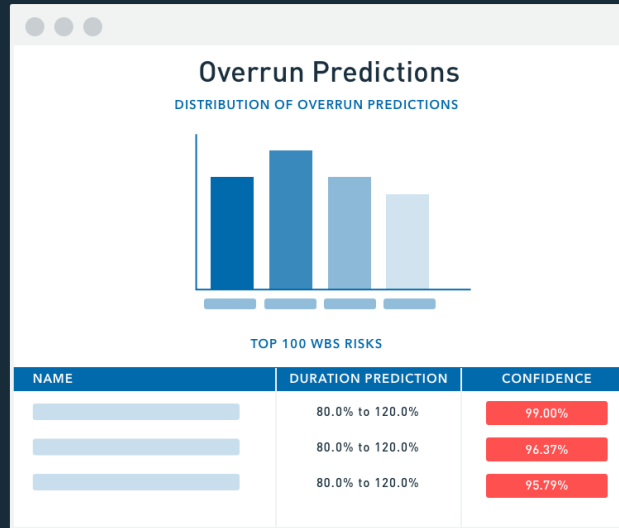 Overrun Predictions
DISTRIBUTION OF OVERRUN PREDICTIONS
TOP 100 WBS RISKS
NAME DURATION PREDICTION CONFIDENCE
80.0% to 120.0% 99.00%
80.0% to 120.0% 96.37%
80.0% to 120.0% 95.79%